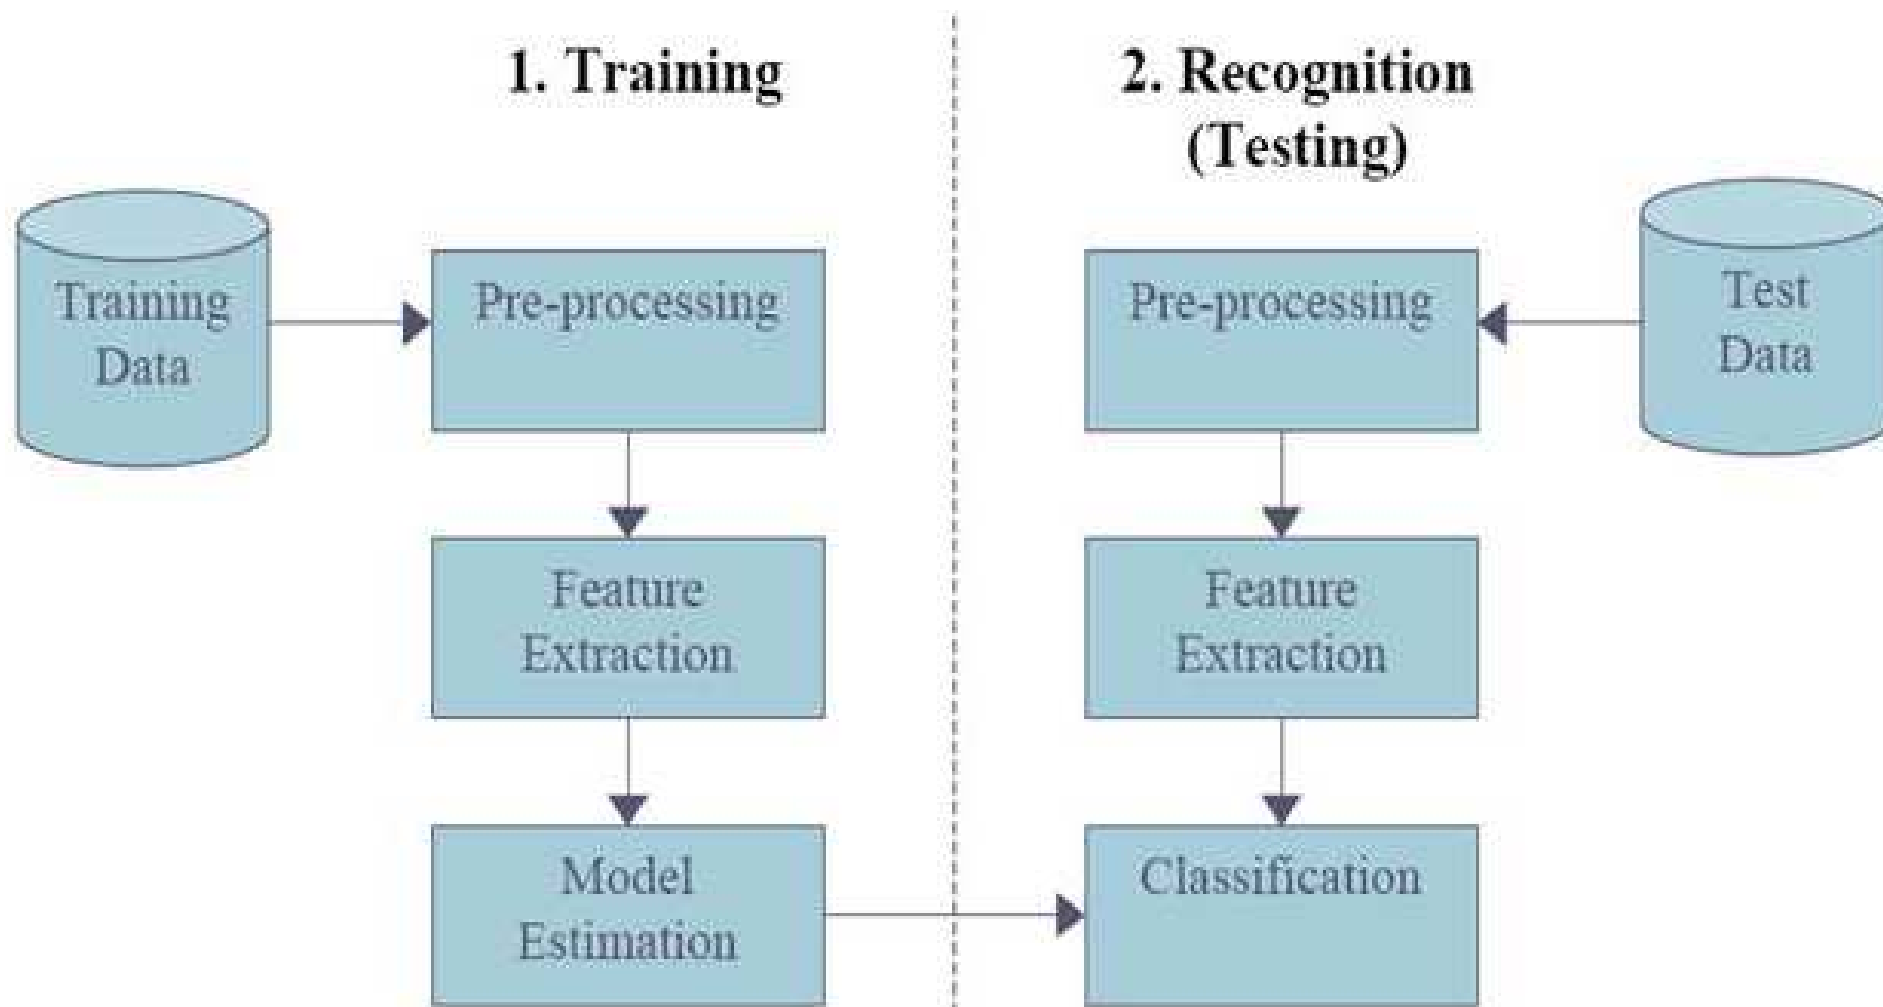 1. Training
2. Recognition
(Testing)
Training
Data
Pre-processing
Feature
Extraction
Model
Estimation
Pre-processing
Test
Data
Feature
Extraction
Classification